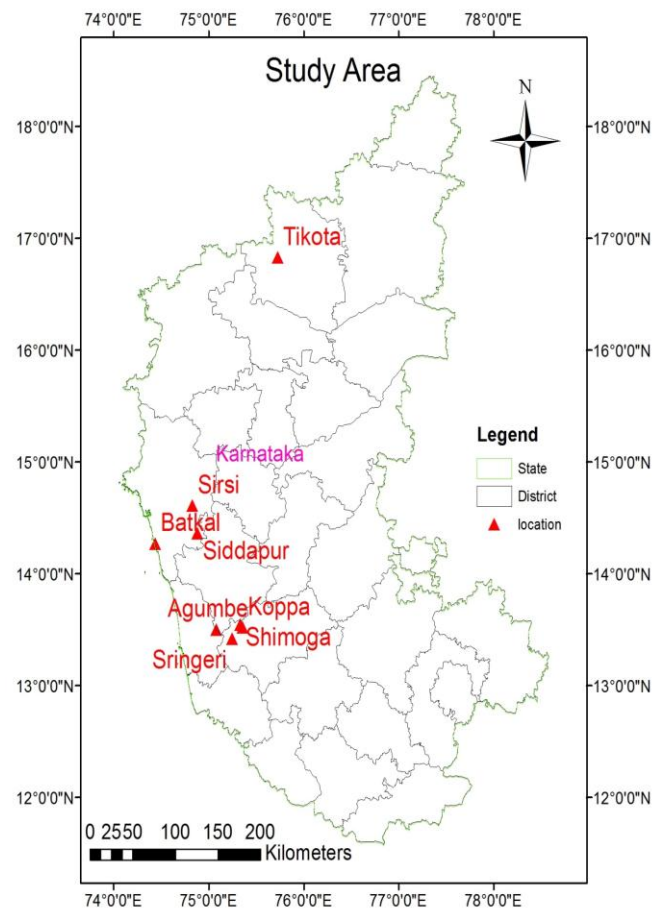 74°0'0"E 75°0'0"E 76°0'0"E 77°0'0"E 78°0'0"E
Study Area
N
18°0'0"N 18°0'0"N
17°0'0"N 17°0'0"N
Tikota
16°0'0"N 16°0'0"N
Legend
State
District
location
15°0'0"N 15°0'0"N
Karnataka
Sirsi
Batkal
Siddapur
14°0'0"N 14°0'0"N
Agumbe Koppa
Shimoga
Sringeri
13°0'0"N 13°0'0"N
12°0'0"N 12°0'0"N
0 25 50 100 150 200
Kilometers
74°0'0"E 75°0'0"E 76°0'0"E 77°0'0"E 78°0'0"E